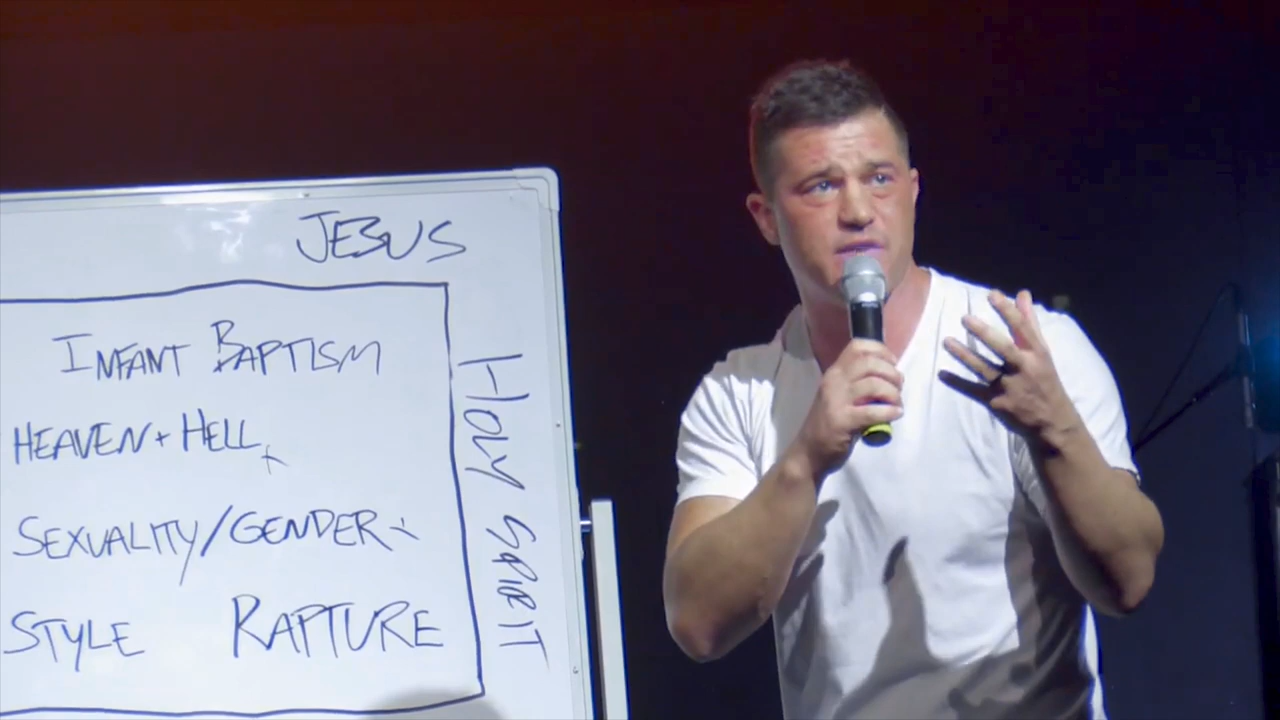 JESUS
INFANT BAPTISM
HEAVEN + HELL
SEXUALITY/GENDER
STYLE RAPTURE
HOLY SPIRIT